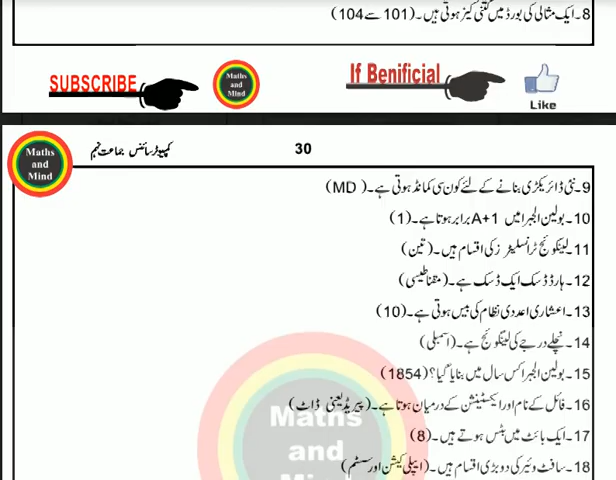 8۔ایک مثالی کی بورڈ میں کتنی کیز ہوتی ہیں۔(101 سے 104)
SUBSCRIBE
Maths and Mind
If Benificial
Like
Maths and Mind
کمپیوٹر سائنس جماعت نہم
30
9۔نئی ڈائریکٹری بنانے کے لئے کون سی کمانڈ ہوتی ہے۔( MD)
10۔بولین الجبرا میں A+1 برابر ہوتا ہے۔(1)
11۔لینگوئج ٹرانسلیٹرز کی اقسام ہیں۔(تین)
12۔ہارڈ ڈسک ایک ڈسک ہے۔(مقناطیسی)
13۔اعشاری اعددی نظام کی بیس ہوتی ہے۔(10)
14۔نچلے درجے کی لینگوئج ہے۔(اسمبلی)
15۔بولین الجبرا کس سال میں بنایا گیا؟(1854)
16۔فائل کے نام اور ایکسٹینشن کے درمیان ہوتا ہے۔(پیریڈ یعنی ڈاٹ)
17۔ایک بائٹ میں بٹس ہوتے ہیں۔(8)
18۔سافٹ وئیر کی دو بڑی اقسام ہیں۔(ایپلی کیشن اور سسٹم)
Maths
and
Mind